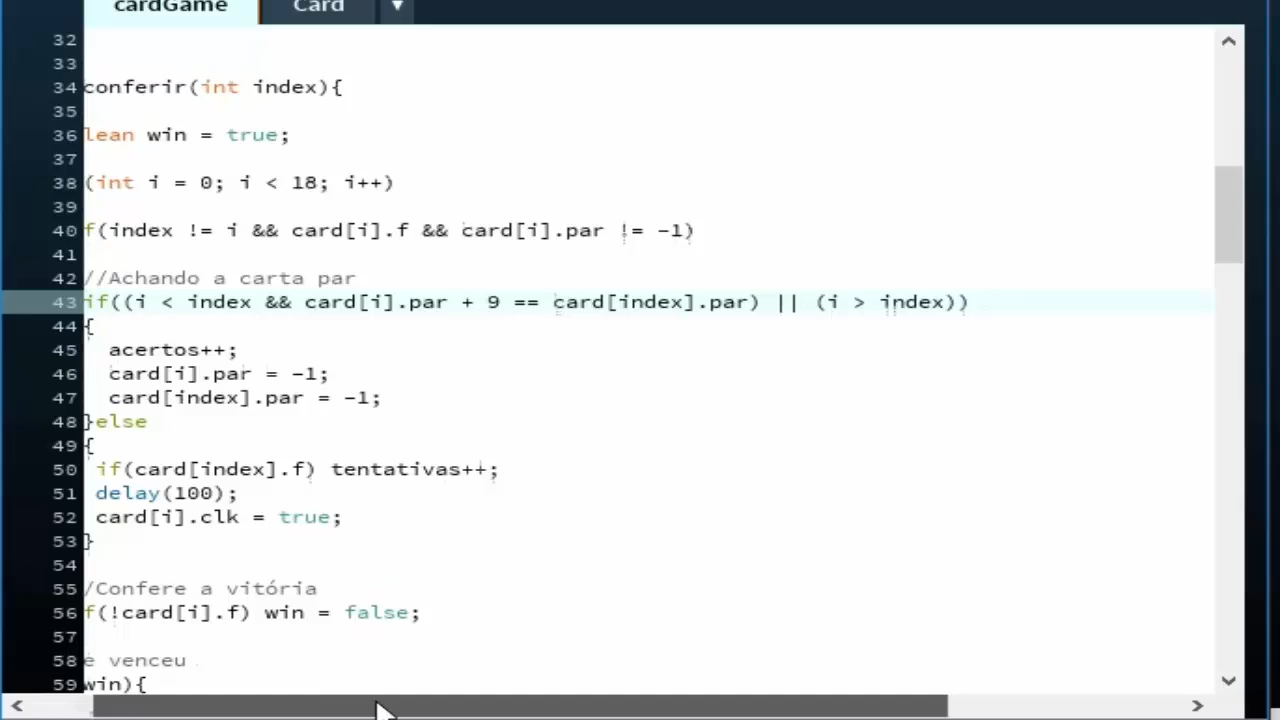 cardGame Card
32
33
34 conferir(int index){
35
36 lean win = true;
37
38 (int i = 0; i < 18; i++)
39
40 f(index != i && card[i].f && card[i].par != -1)
41
42 //Achando a carta par
43 if((i < index && card[i].par + 9 == card[index].par) || (i > index))
44 {
45 acertos++;
46 card[i].par = -1;
47 card[index].par = -1;
48 }else
49 {
50 if(card[index].f) tentativas++;
51 delay(100);
52 card[i].clk = true;
53 }
54
55 /Confere a vitória
56 f(!card[i].f) win = false;
57
58 e venceu
59 win){